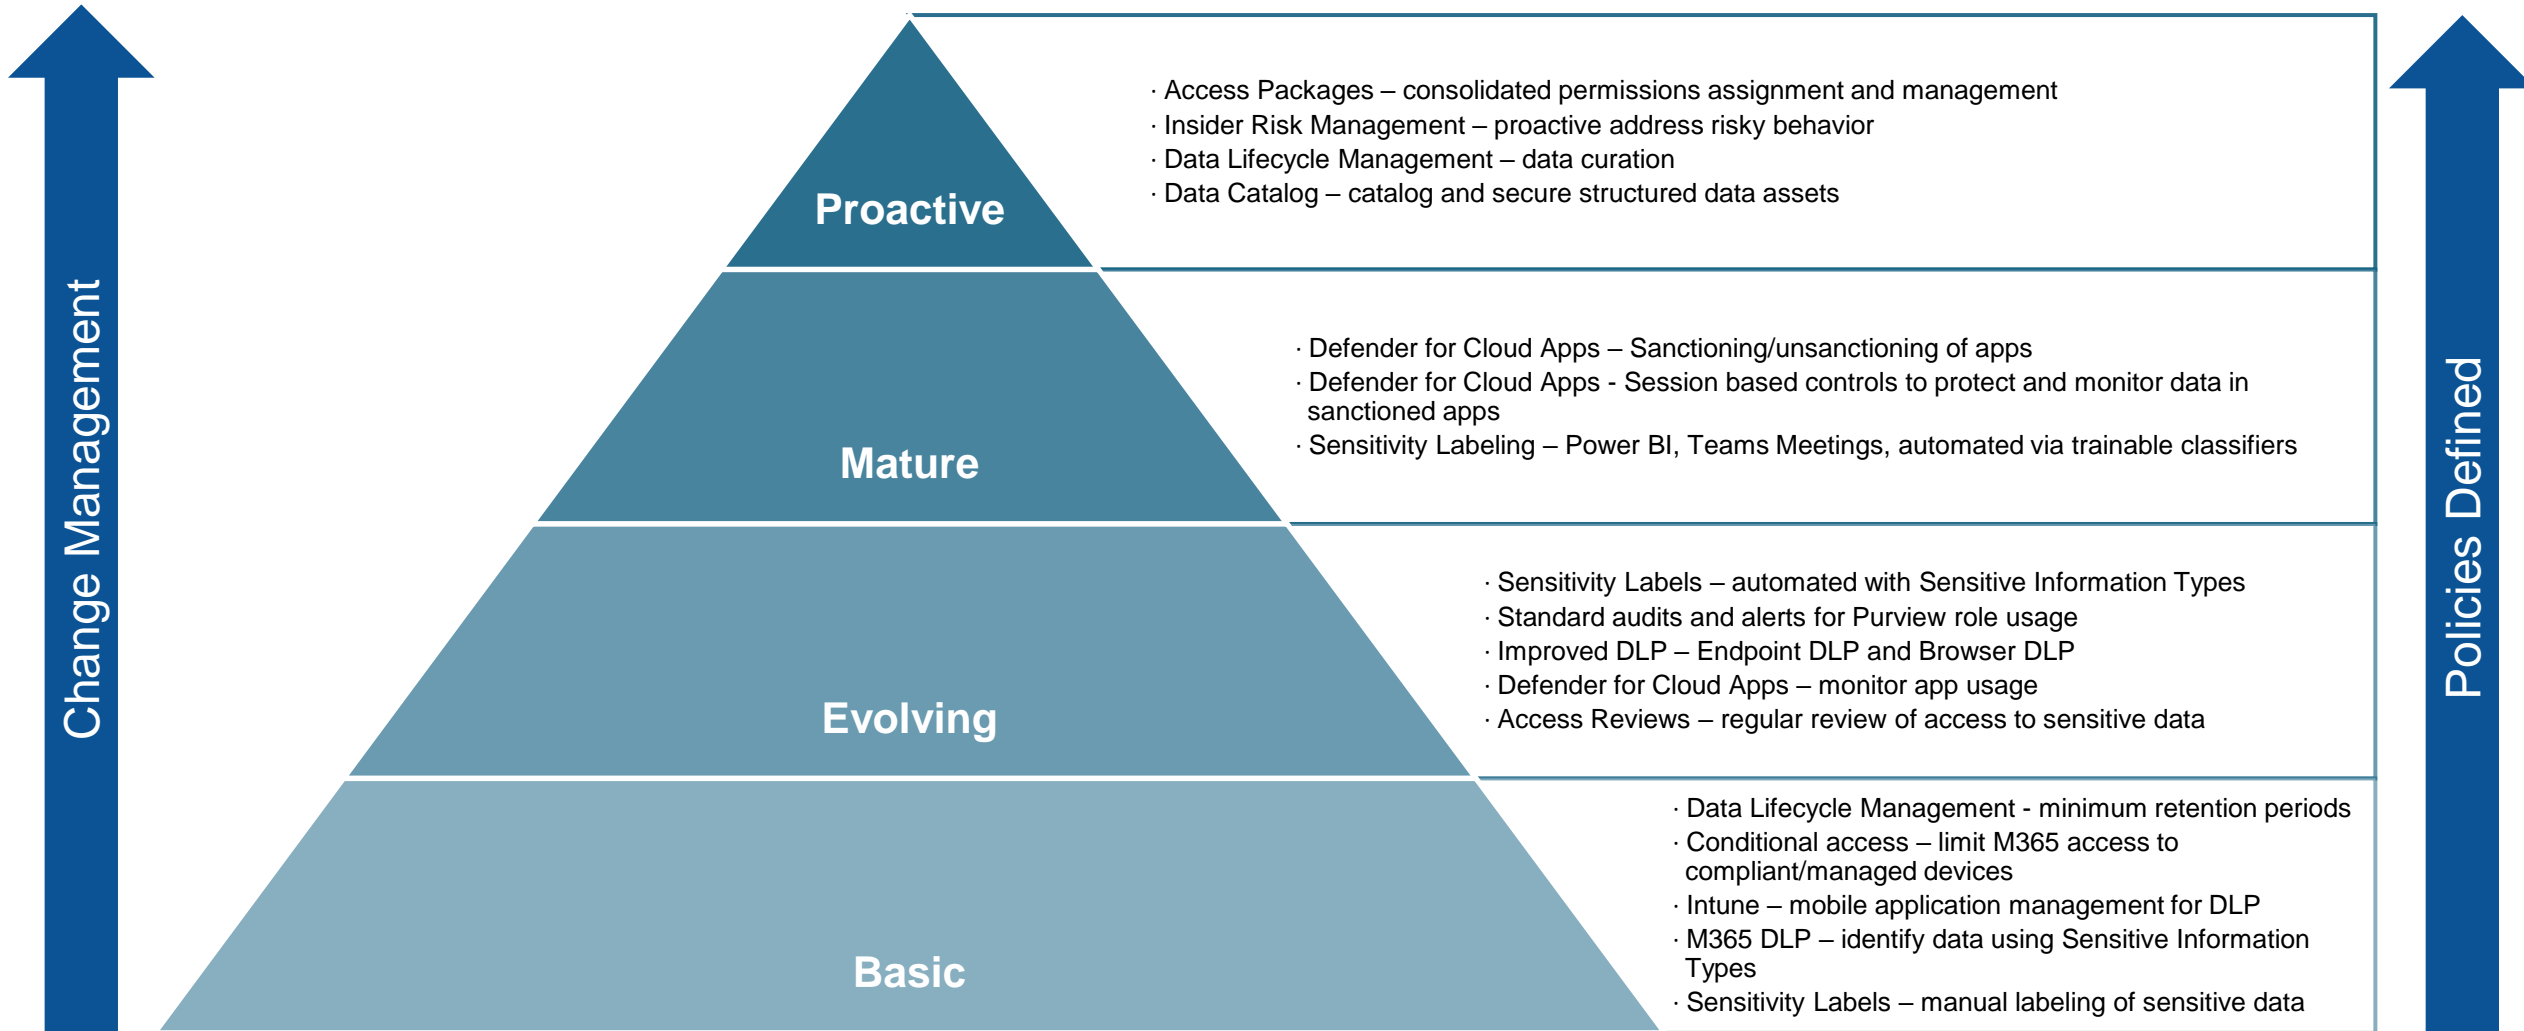 Change Management
Proactive
· Access Packages – consolidated permissions assignment and management
· Insider Risk Management – proactive address risky behavior
· Data Lifecycle Management – data curation
· Data Catalog – catalog and secure structured data assets
Mature
· Defender for Cloud Apps – Sanctioning/unsanctioning of apps
· Defender for Cloud Apps - Session based controls to protect and monitor data in
sanctioned apps
· Sensitivity Labeling – Power BI, Teams Meetings, automated via trainable classifiers
Evolving
· Sensitivity Labels – automated with Sensitive Information Types
· Standard audits and alerts for Purview role usage
· Improved DLP – Endpoint DLP and Browser DLP
· Defender for Cloud Apps – monitor app usage
· Access Reviews – regular review of access to sensitive data
Basic
· Data Lifecycle Management - minimum retention periods
· Conditional access – limit M365 access to
compliant/managed devices
· Intune – mobile application management for DLP
· M365 DLP – identify data using Sensitive Information
Types
· Sensitivity Labels – manual labeling of sensitive data
Policies Defined